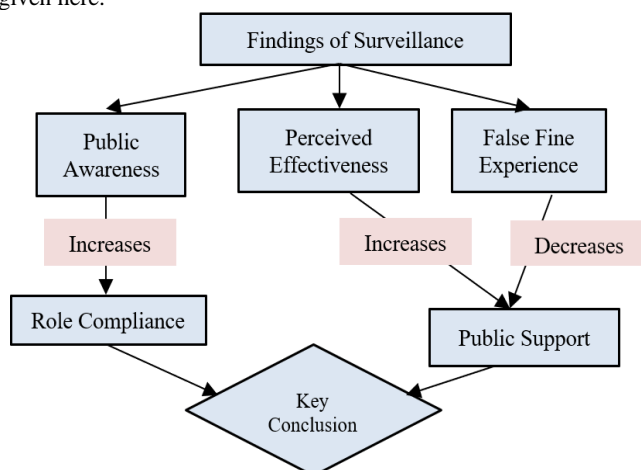 given here.
Findings of Surveillance
Public
Awareness
Perceived
Effectiveness
False Fine
Experience
Increases
Increases
Decreases
Role Compliance
Public Support
Key
Conclusion